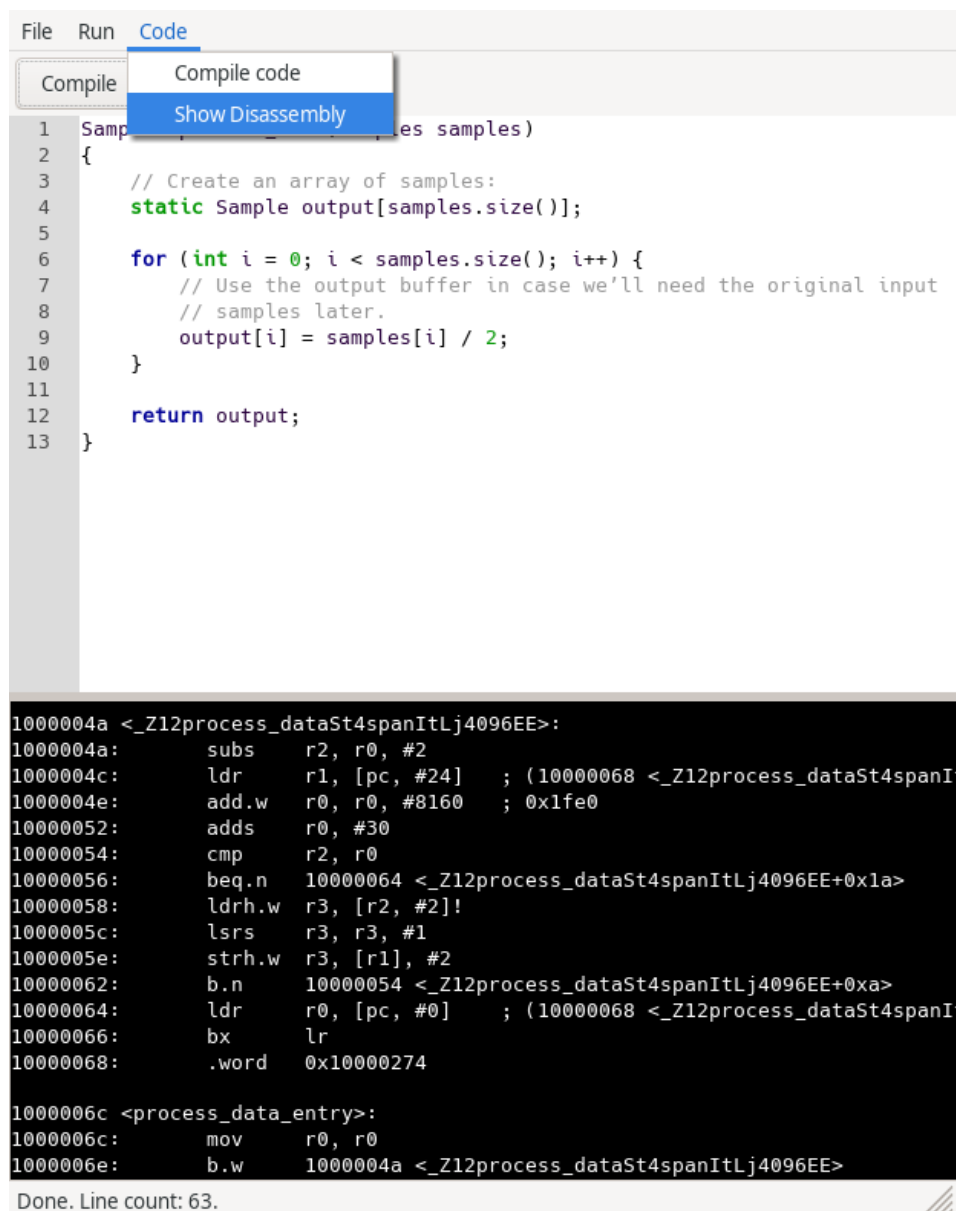 File Run Code
Compile
Compile code
Show Disassembly
1 Samp es samples)
2 {
3 // Create an array of samples:
4 static Sample output[samples.size()];
5
6 for (int i = 0; i < samples.size(); i++) {
7 // Use the output buffer in case we’ll need the original input
8 // samples later.
9 output[i] = samples[i] / 2;
10 }
11
12 return output;
13 }
1000004a <_Z12process_dataSt4spanItLj4096EE>:
1000004a: subs r2, r0, #2
1000004c: ldr r1, [pc, #24] ; (10000068 <_Z12process_dataSt4spanI
1000004e: add.w r0, r0, #8160 ; 0x1fe0
10000052: adds r0, #30
10000054: cmp r2, r0
10000056: beq.n 10000064 <_Z12process_dataSt4spanItLj4096EE+0x1a>
10000058: ldrh.w r3, [r2, #2]!
1000005c: lsrs r3, r3, #1
1000005e: strh.w r3, [r1], #2
10000062: b.n 10000054 <_Z12process_dataSt4spanItLj4096EE+0xa>
10000064: ldr r0, [pc, #0] ; (10000068 <_Z12process_dataSt4spanI
10000066: bx lr
10000068: .word 0x10000274
1000006c <process_data_entry>:
1000006c: mov r0, r0
1000006e: b.w 1000004a <_Z12process_dataSt4spanItLj4096EE>
Done. Line count: 63.